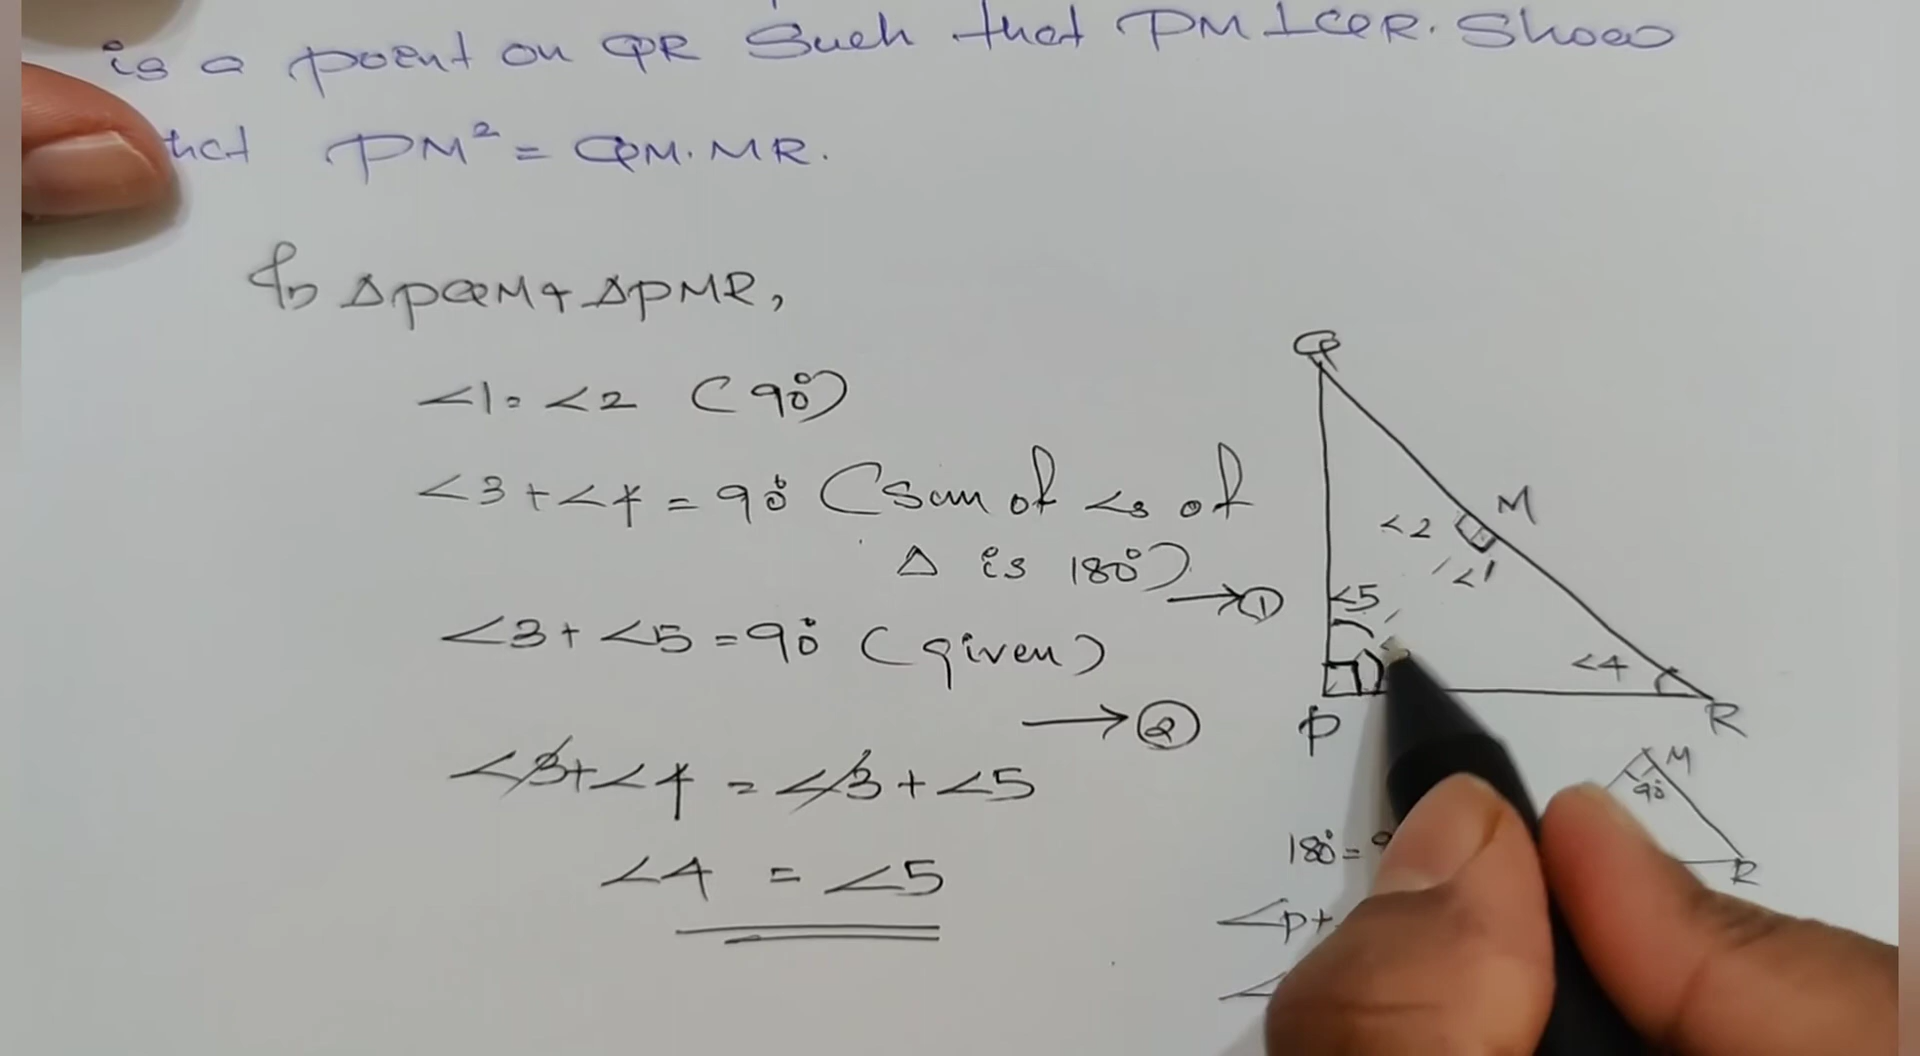 is a point on QR such that PM⊥QR. Show
that PM² = QM.MR.
In ΔPQM & ΔPMR,
∠1 = ∠2 (90°)
∠3 + ∠4 = 90° (Sum of ∠s of
Δ is 180°)
→ ①
∠3 + ∠5 = 90° (given)
→ ②
∠3 + ∠4 = ∠3 + ∠5
∠4 = ∠5
Q
M
∠2
∠1
∠5
∠4
P
R
M
90°
180° =
R
∠P+
∠